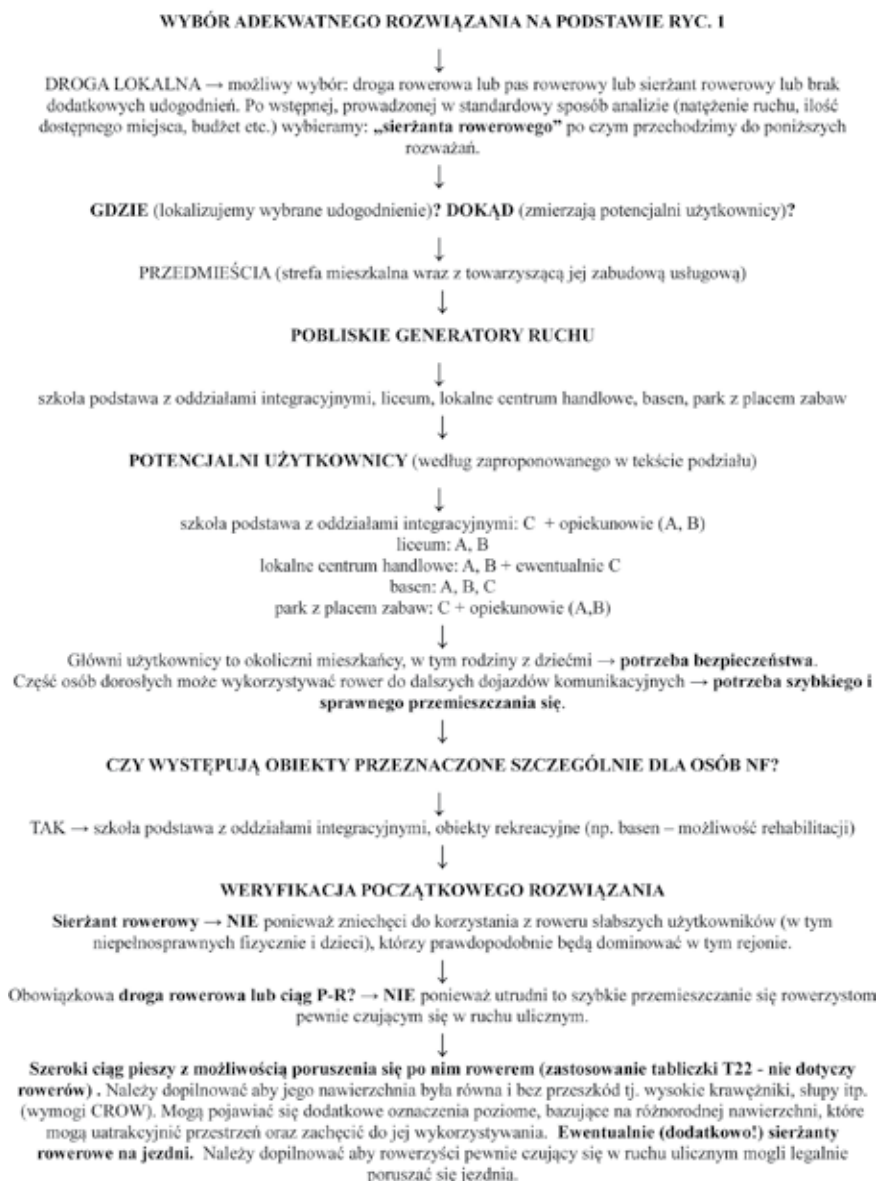 WYBÓR ADEKWATNEGO ROZWIĄZANIA NA PODSTAWIE RYC. 1
↓
DROGA LOKALNA → możliwy wybór: droga rowerowa lub pas rowerowy lub sierżant rowerowy lub brak
dodatkowych udogodnień. Po wstępnej, prowadzonej w standardowy sposób analizie (natężenie ruchu, ilość
dostępnego miejsca, budżet etc.) wybieramy: „sierżanta rowerowego” po czym przechodzimy do poniższych
rozważań.
↓
GDZIE (lokalizujemy wybrane udogodnienie)? DOKĄD (zmierzają potencjalni użytkownicy)?
↓
PRZEDMIEŚCIA (strefa mieszkalna wraz z towarzyszącą jej zabudową usługową)
↓
POBLISKIE GENERATORY RUCHU
↓
szkoła podstawa z oddziałami integracyjnymi, liceum, lokalne centrum handlowe, basen, park z placem zabaw
↓
POTENCJALNI UŻYTKOWNICY (według zaproponowanego w tekście podziału)
↓
szkoła podstawa z oddziałami integracyjnymi: C + opiekunowie (A, B)
liceum: A, B
lokalne centrum handlowe: A, B + ewentualnie C
basen: A, B, C
park z placem zabaw: C + opiekunowie (A,B)
↓
Główni użytkownicy to okoliczni mieszkańcy, w tym rodziny z dziećmi → potrzeba bezpieczeństwa.
Część osób dorosłych może wykorzystywać rower do dalszych dojazdów komunikacyjnych → potrzeba szybkiego i
sprawnego przemieszczania się.
↓
CZY WYSTĘPUJĄ OBIEKTY PRZEZNACZONE SZCZEGÓLNIE DLA OSÓB NF?
↓
TAK → szkoła podstawa z oddziałami integracyjnymi, obiekty rekreacyjne (np. basen – możliwość rehabilitacji)
↓
WERYFIKACJA POCZĄTKOWEGO ROZWIĄZANIA
Sierżant rowerowy → NIE ponieważ zniechęci do korzystania z roweru słabszych użytkowników (w tym
niepełnosprawnych fizycznie i dzieci), którzy prawdopodobnie będą dominować w tym rejonie.
↓
Obowiązkowa droga rowerowa lub ciąg P-R? → NIE ponieważ utrudni to szybkie przemieszczanie się rowerzystom
pewnie czującym się w ruchu ulicznym.
↓
Szeroki ciąg pieszy z możliwością poruszenia się po nim rowerem (zastosowanie tabliczki T22 - nie dotyczy
rowerów) . Należy dopilnować aby jego nawierzchnia była równa i bez przeszkód tj. wysokie krawężniki, słupy itp.
(wymogi CROW). Mogą pojawiać się dodatkowe oznaczenia poziome, bazujące na różnorodnej nawierzchni, które
mogą uatrakcyjnić przestrzeń oraz zachęcić do jej wykorzystywania. Ewentualnie (dodatkowo!) sierżanty
rowerowe na jezdni. Należy dopilnować aby rowerzyści pewnie czujący się w ruchu ulicznym mogli legalnie
poruszać się jezdnią.